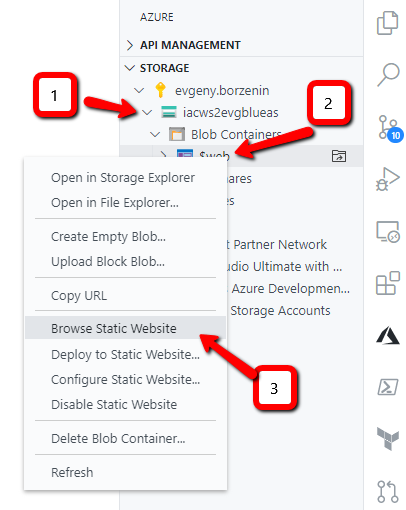 AZURE
API MANAGEMENT
STORAGE
1
evgeny.borzenin
2
iacws2evgblueas
Blob Containers
10
$web
Open in Storage Explorer
ares
Open in File Explorer...
es
Create Empty Blob...
t Partner Network
Upload Block Blob...
udio Ultimate with ...
Azure Developmen...
Copy URL
Storage Accounts
Browse Static Website
Deploy to Static Website...
Configure Static Website...
3
Disable Static Website
Delete Blob Container...
Refresh